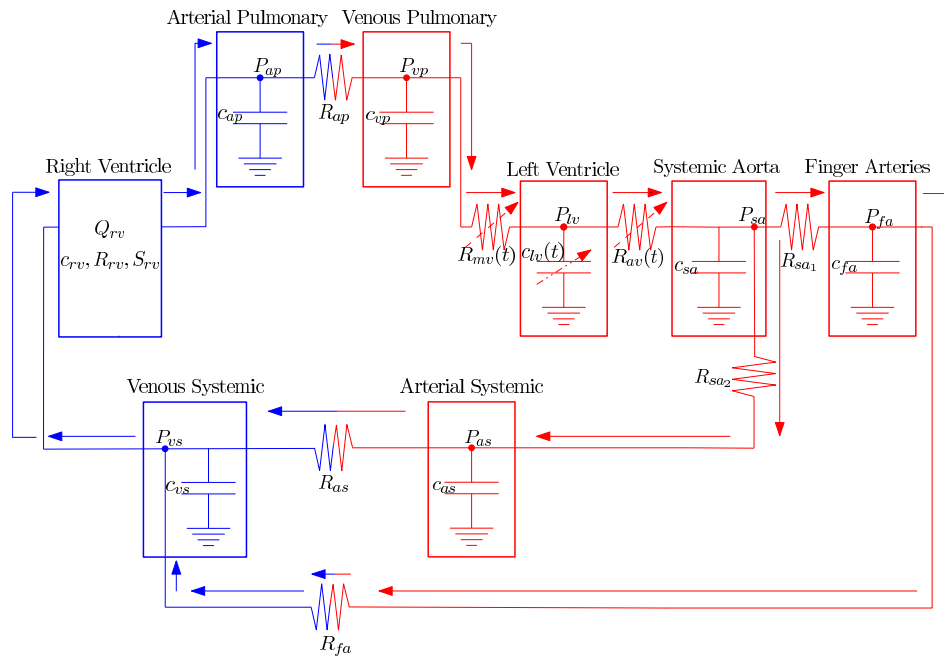 Arterial Pulmonary
Venous Pulmonary
P_ap
P_vp
c_ap
R_ap
c_vp
Right Ventricle
Left Ventricle
Systemic Aorta
Finger Arteries
Q_rv
c_rv, R_rv, S_rv
P_lv
P_sa
P_fa
R_mv(t)
c_lv(t)
R_av(t)
c_sa
R_sa_1
c_fa
R_sa_2
Venous Systemic
Arterial Systemic
P_vs
P_as
c_vs
R_as
c_as
R_fa